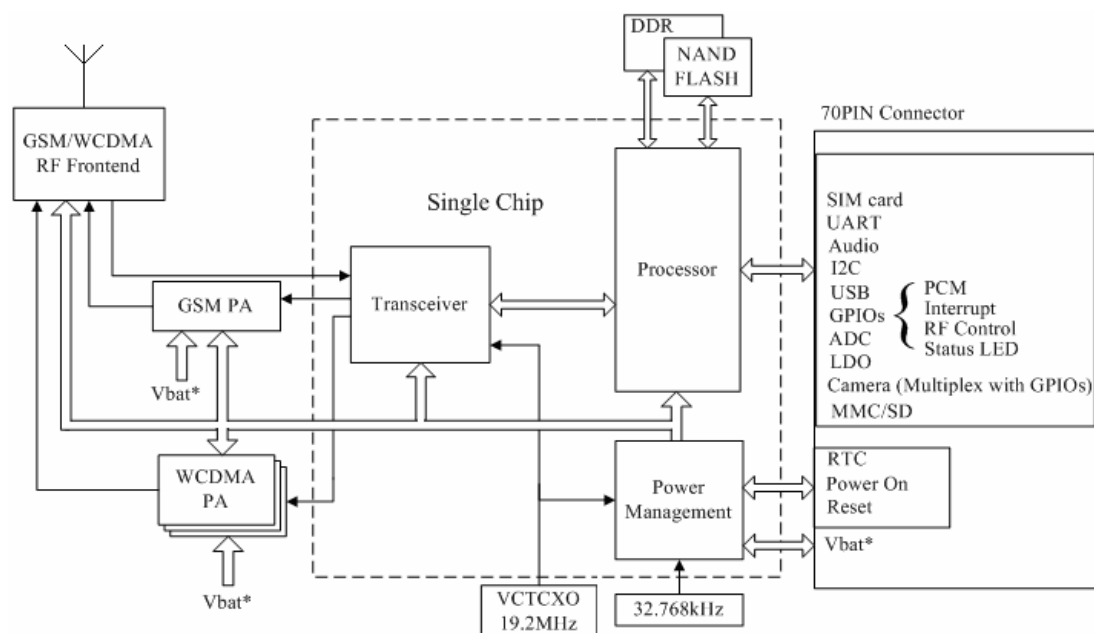 DDR
NAND
FLASH
70PIN Connector
GSM/WCDMA
RF Frontend
Single Chip
SIM card
UART
Audio
I2C
USB
GPIOs
ADC
LDO
PCM
Interrupt
RF Control
Status LED
Camera (Multiplex with GPIOs)
MMC/SD
Processor
Transceiver
GSM PA
Vbat*
WCDMA
PA
Vbat*
Power
Management
RTC
Power On
Reset
Vbat*
VCTCXO
19.2MHz
32.768kHz